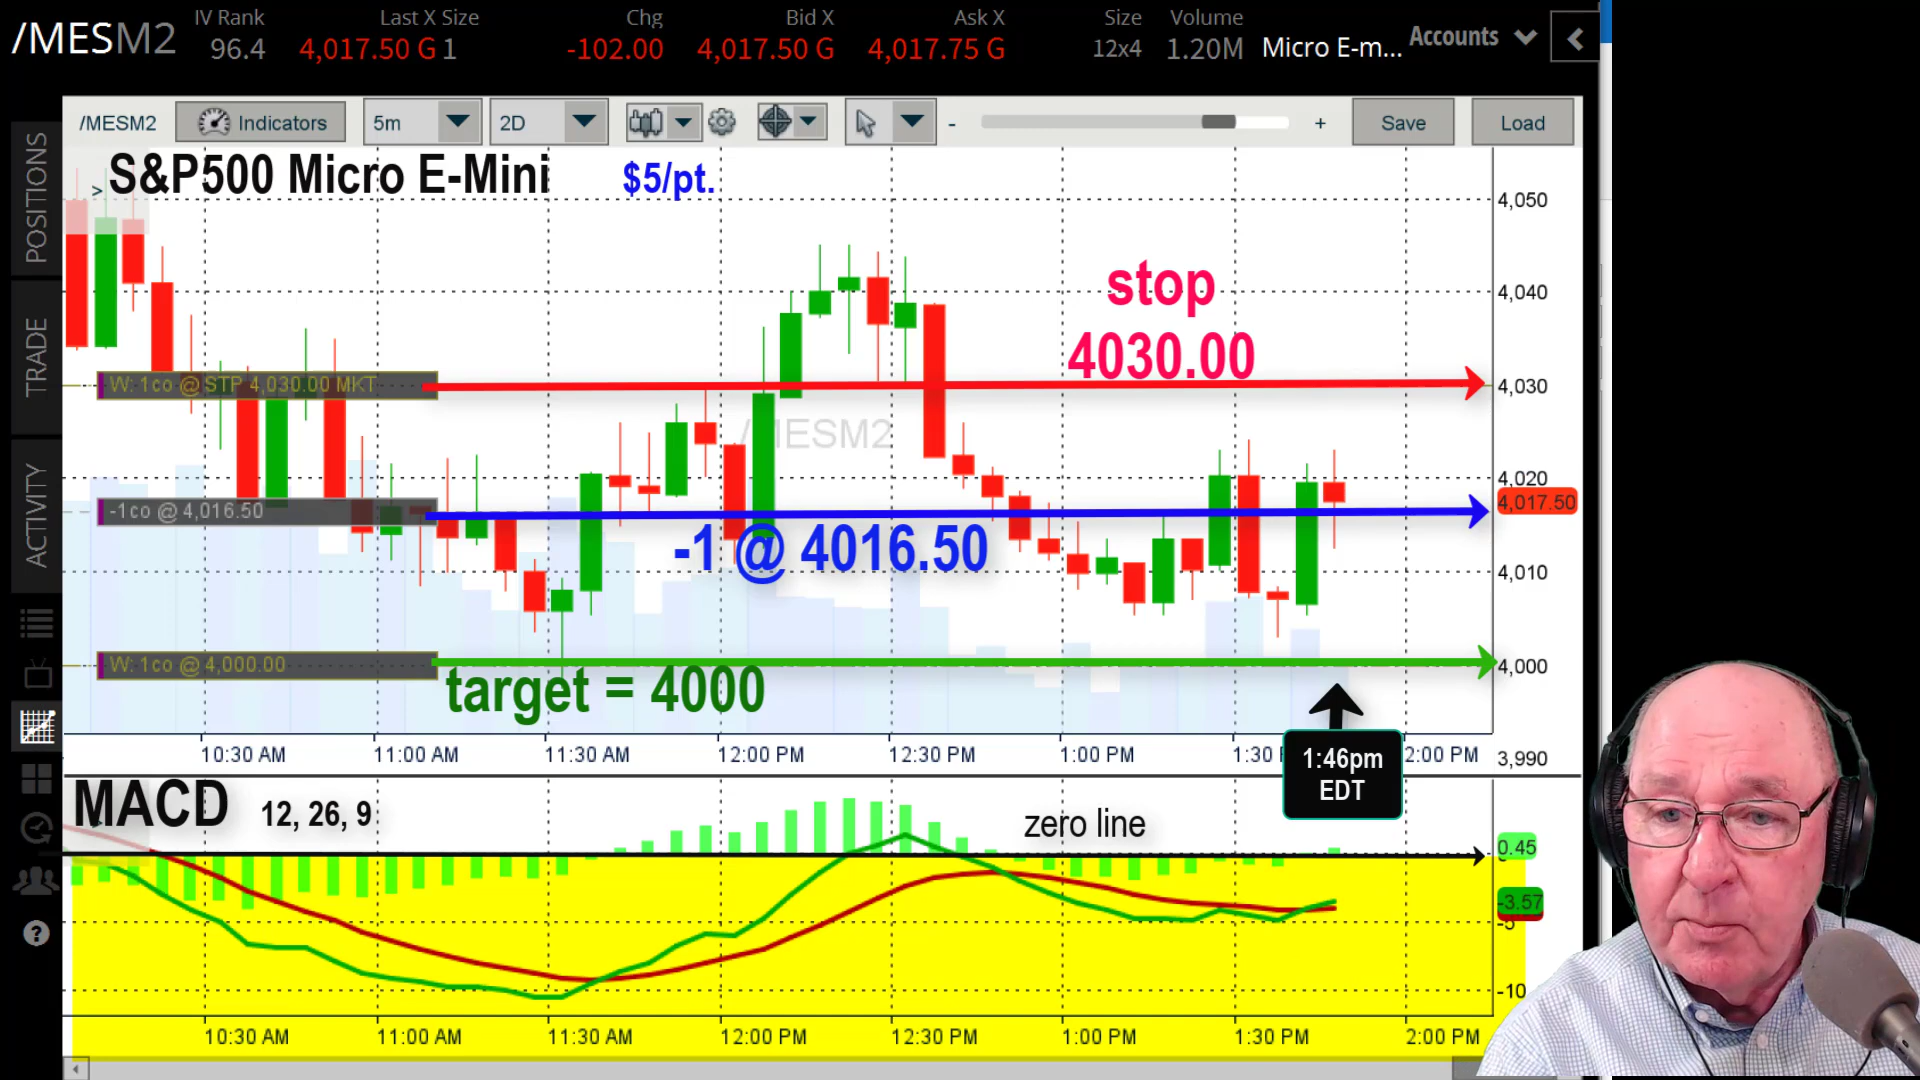 /MESM2
IV Rank
Last X Size
Chg
Bid X
Ask X
Size
Volume
96.4
4,017.50 G 1
-102.00
4,017.50 G
4,017.75 G
12x4
1.20M
Micro E-m...
Accounts
POSITIONS
TRADE
ACTIVITY
/MESM2
Indicators
5m
2D
-
+
Save
Load
> S&P500 Micro E-Mini
$5/pt.
4,050
4,040
4,030
4,020
4,017.50
4,010
4,000
3,990
stop
4030.00
W: 1co @ STP 4,030.00 MKT
/MESM2
-1co @ 4,016.50
-1 @ 4016.50
W: 1co @ 4,000.00
target = 4000
10:30 AM
11:00 AM
11:30 AM
12:00 PM
12:30 PM
1:00 PM
1:30 P
2:00 PM
1:46pm
EDT
MACD
12, 26, 9
zero line
0.45
-3.57
-5
-10
10:30 AM
11:00 AM
11:30 AM
12:00 PM
12:30 PM
1:00 PM
1:30 PM
2:00 PM